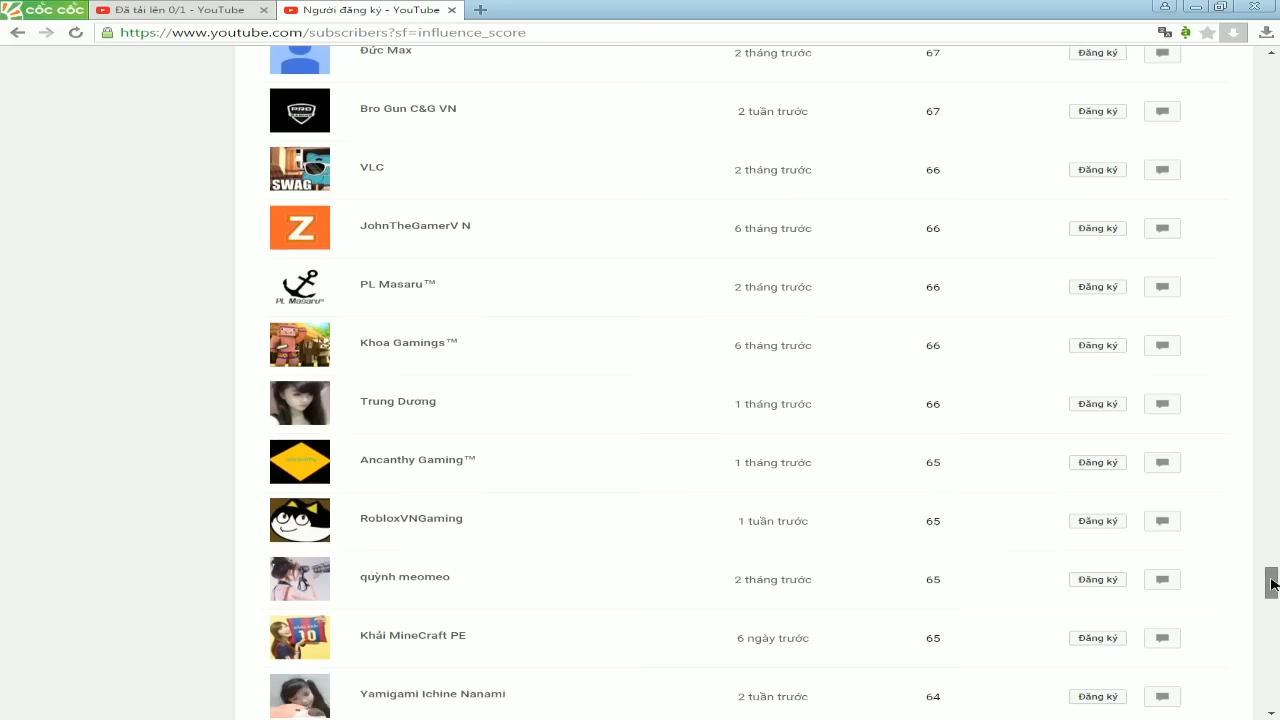 cốc cốc Đã tải lên 0/1 - YouTube Người đăng ký - YouTube
https://www.youtube.com/subscribers?sf=influence_score
Đức Max 2 tháng trước 67 Đăng ký
PRO
Bro Gun C&G VN 2 tuần trước 67 Đăng ký
SWAG
VLC 2 tháng trước 66 Đăng ký
Z
JohnTheGamerV N 6 tháng trước 66 Đăng ký
PL Masaru
PL Masaru™ 2 tháng trước 66 Đăng ký
Khoa Gamings™ 6 tháng trước 66 Đăng ký
Trung Dương 1 tháng trước 66 Đăng ký
Ancanthy Gaming™ 1 tháng trước 65 Đăng ký
RobloxVNGaming 1 tuần trước 65 Đăng ký
quỳnh meomeo 2 tháng trước 65 Đăng ký
10
Khải MineCraft PE 6 ngày trước 65 Đăng ký
Yamigami Ichine Nanami 2 tuần trước 64 Đăng ký